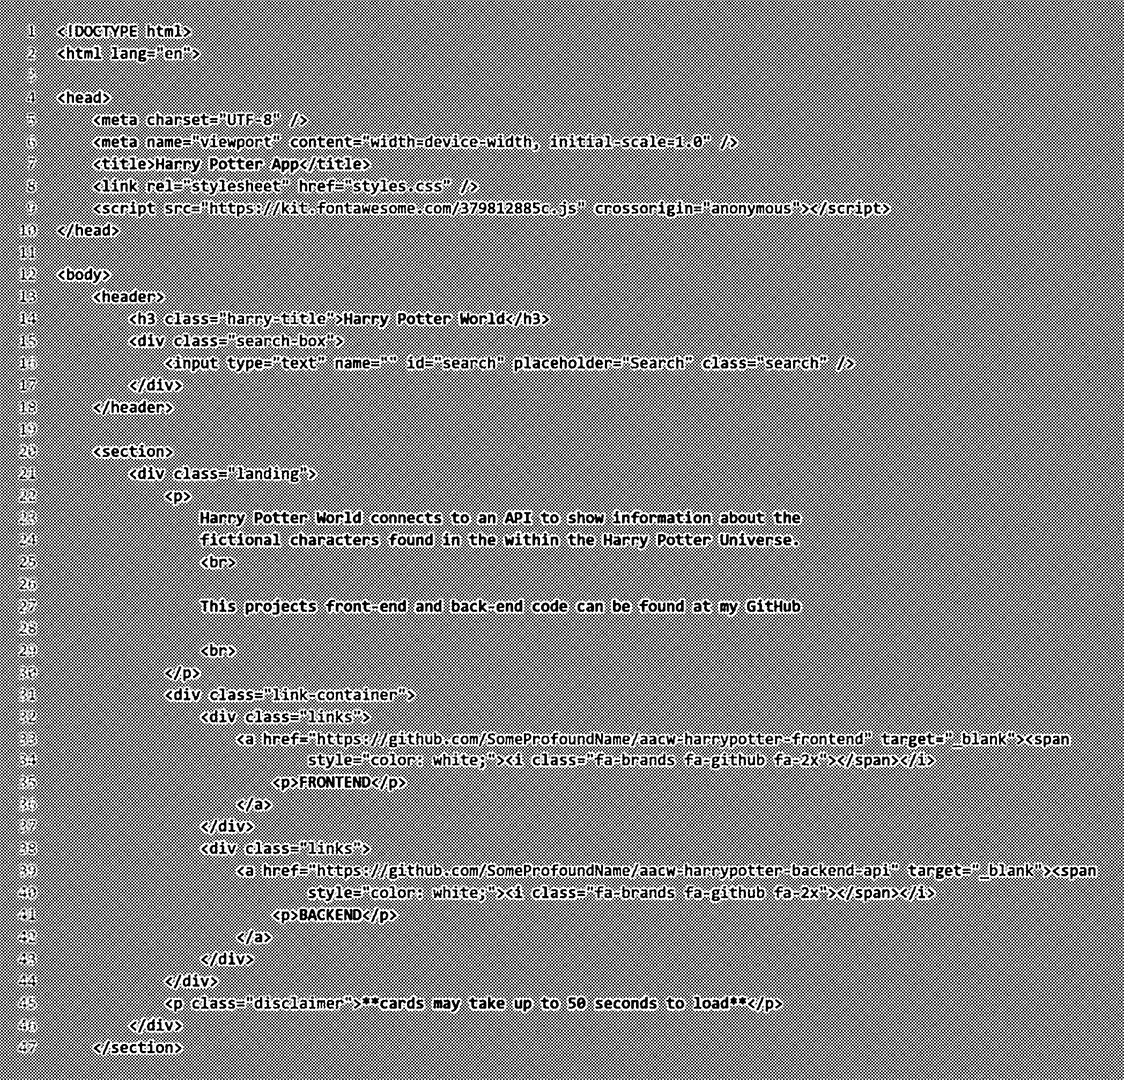 1 <!DOCTYPE html>
2 <html lang="en">
3
4 <head>
5 <meta charset="UTF-8" />
6 <meta name="viewport" content="width=device-width, initial-scale=1.0" />
7 <title>Harry Potter App</title>
8 <link rel="stylesheet" href="styles.css" />
9 <script src="https://kit.fontawesome.com/379812885c.js" crossorigin="anonymous"></script>
10 </head>
11
12 <body>
13 <header>
14 <h3 class="harry-title">Harry Potter World</h3>
15 <div class="search-box">
16 <input type="text" name="" id="search" placeholder="Search" class="search" />
17 </div>
18 </header>
19
20 <section>
21 <div class="landing">
22 <p>
23 Harry Potter World connects to an API to show information about the
24 fictional characters found in the within the Harry Potter Universe.
25 <br>
26
27 This projects front-end and back-end code can be found at my GitHub
28
29 <br>
30 </p>
31 <div class="link-container">
32 <div class="links">
33 <a href="https://github.com/SomeProfoundName/aacw-harrypotter-frontend" target="_blank"><span
34 style="color: white;"><i class="fa-brands fa-github fa-2x"></span></i>
35 <p>FRONTEND</p>
36 </a>
37 </div>
38 <div class="links">
39 <a href="https://github.com/SomeProfoundName/aacw-harrypotter-backend-api" target="_blank"><span
40 style="color: white;"><i class="fa-brands fa-github fa-2x"></span></i>
41 <p>BACKEND</p>
42 </a>
43 </div>
44 </div>
45 <p class="disclaimer">**cards may take up to 50 seconds to load**</p>
46 </div>
47 </section>